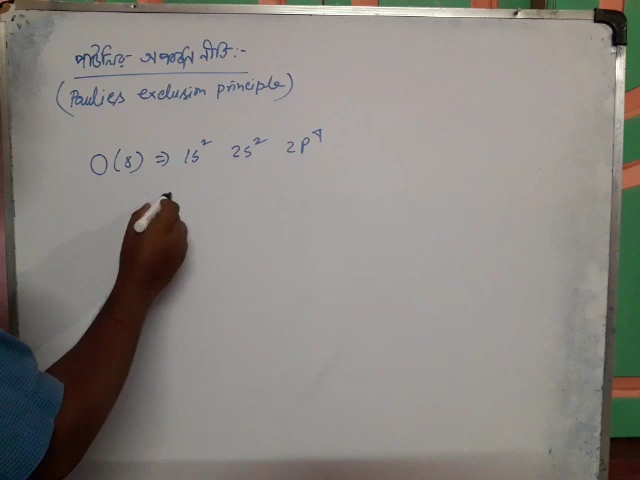 পাউলির অপবর্জন নীতি:-
(Paulies exclusion principle)
O(8) ⇒ 1s² 2s² 2p⁴